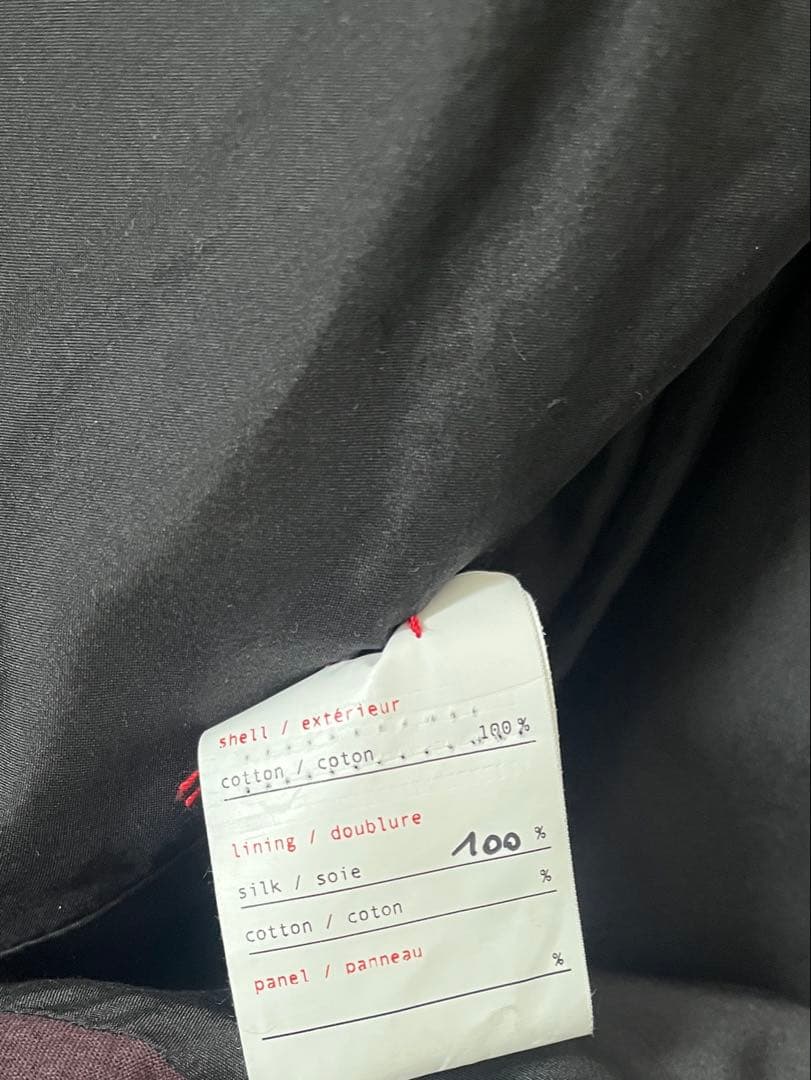 shell / extérieur
cotton / coton 100%
lining / doublure
silk / soie 100 %
cotton / coton %
panel / panneau
%